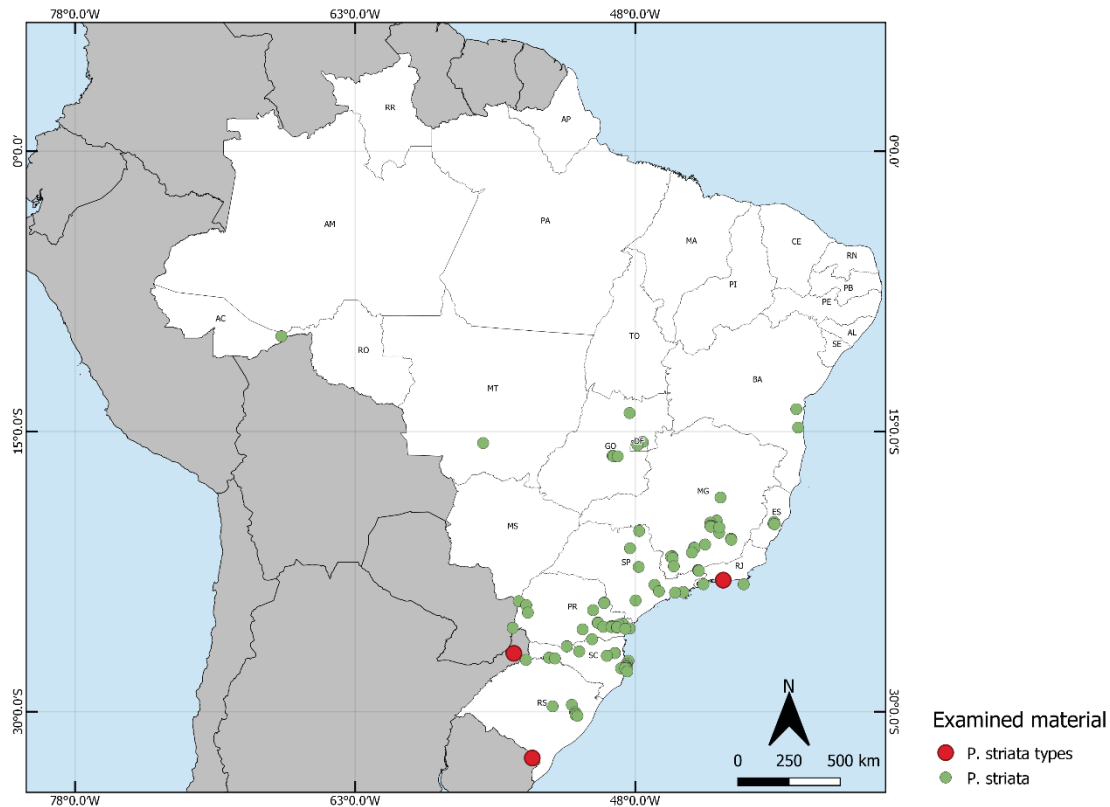 78°0.0'W 63°0.0'W 48°0.0'W
RR
AP
0°0.0' 0°0.0'
AM PA MA CE
RN
PI PB
PE
AC AL
TO SE
RO
BA
MT
15°0.0'S 15°0.0'S
GO DF
MG
ES
MS
SP RJ
PR
SC
N
RS
30°0.0'S 30°0.0'S
Examined material
0 250 500 km
P. striata types
P. striata
78°0.0'W 63°0.0'W 48°0.0'W